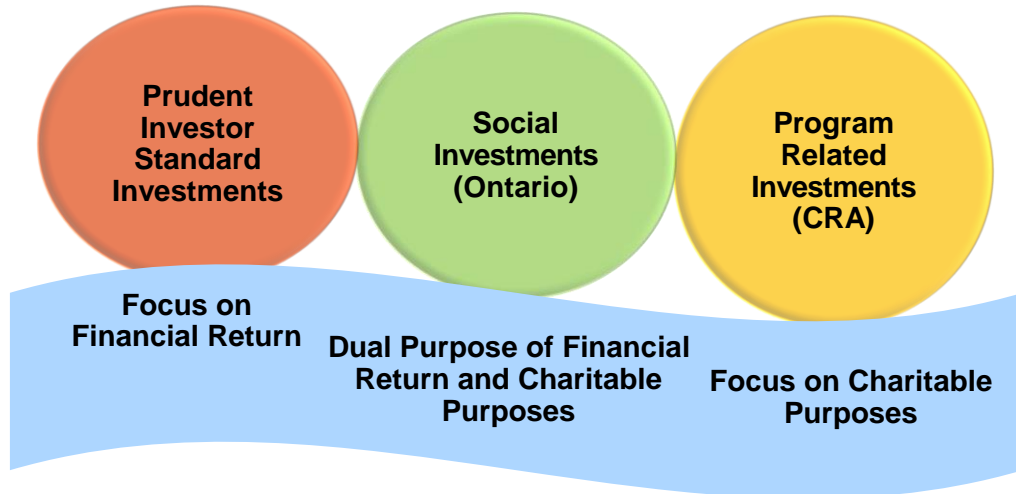 Prudent
Investor
Standard
Investments
Social
Investments
(Ontario)
Program
Related
Investments
(CRA)
Focus on
Financial Return
Dual Purpose of Financial
Return and Charitable
Purposes
Focus on Charitable
Purposes